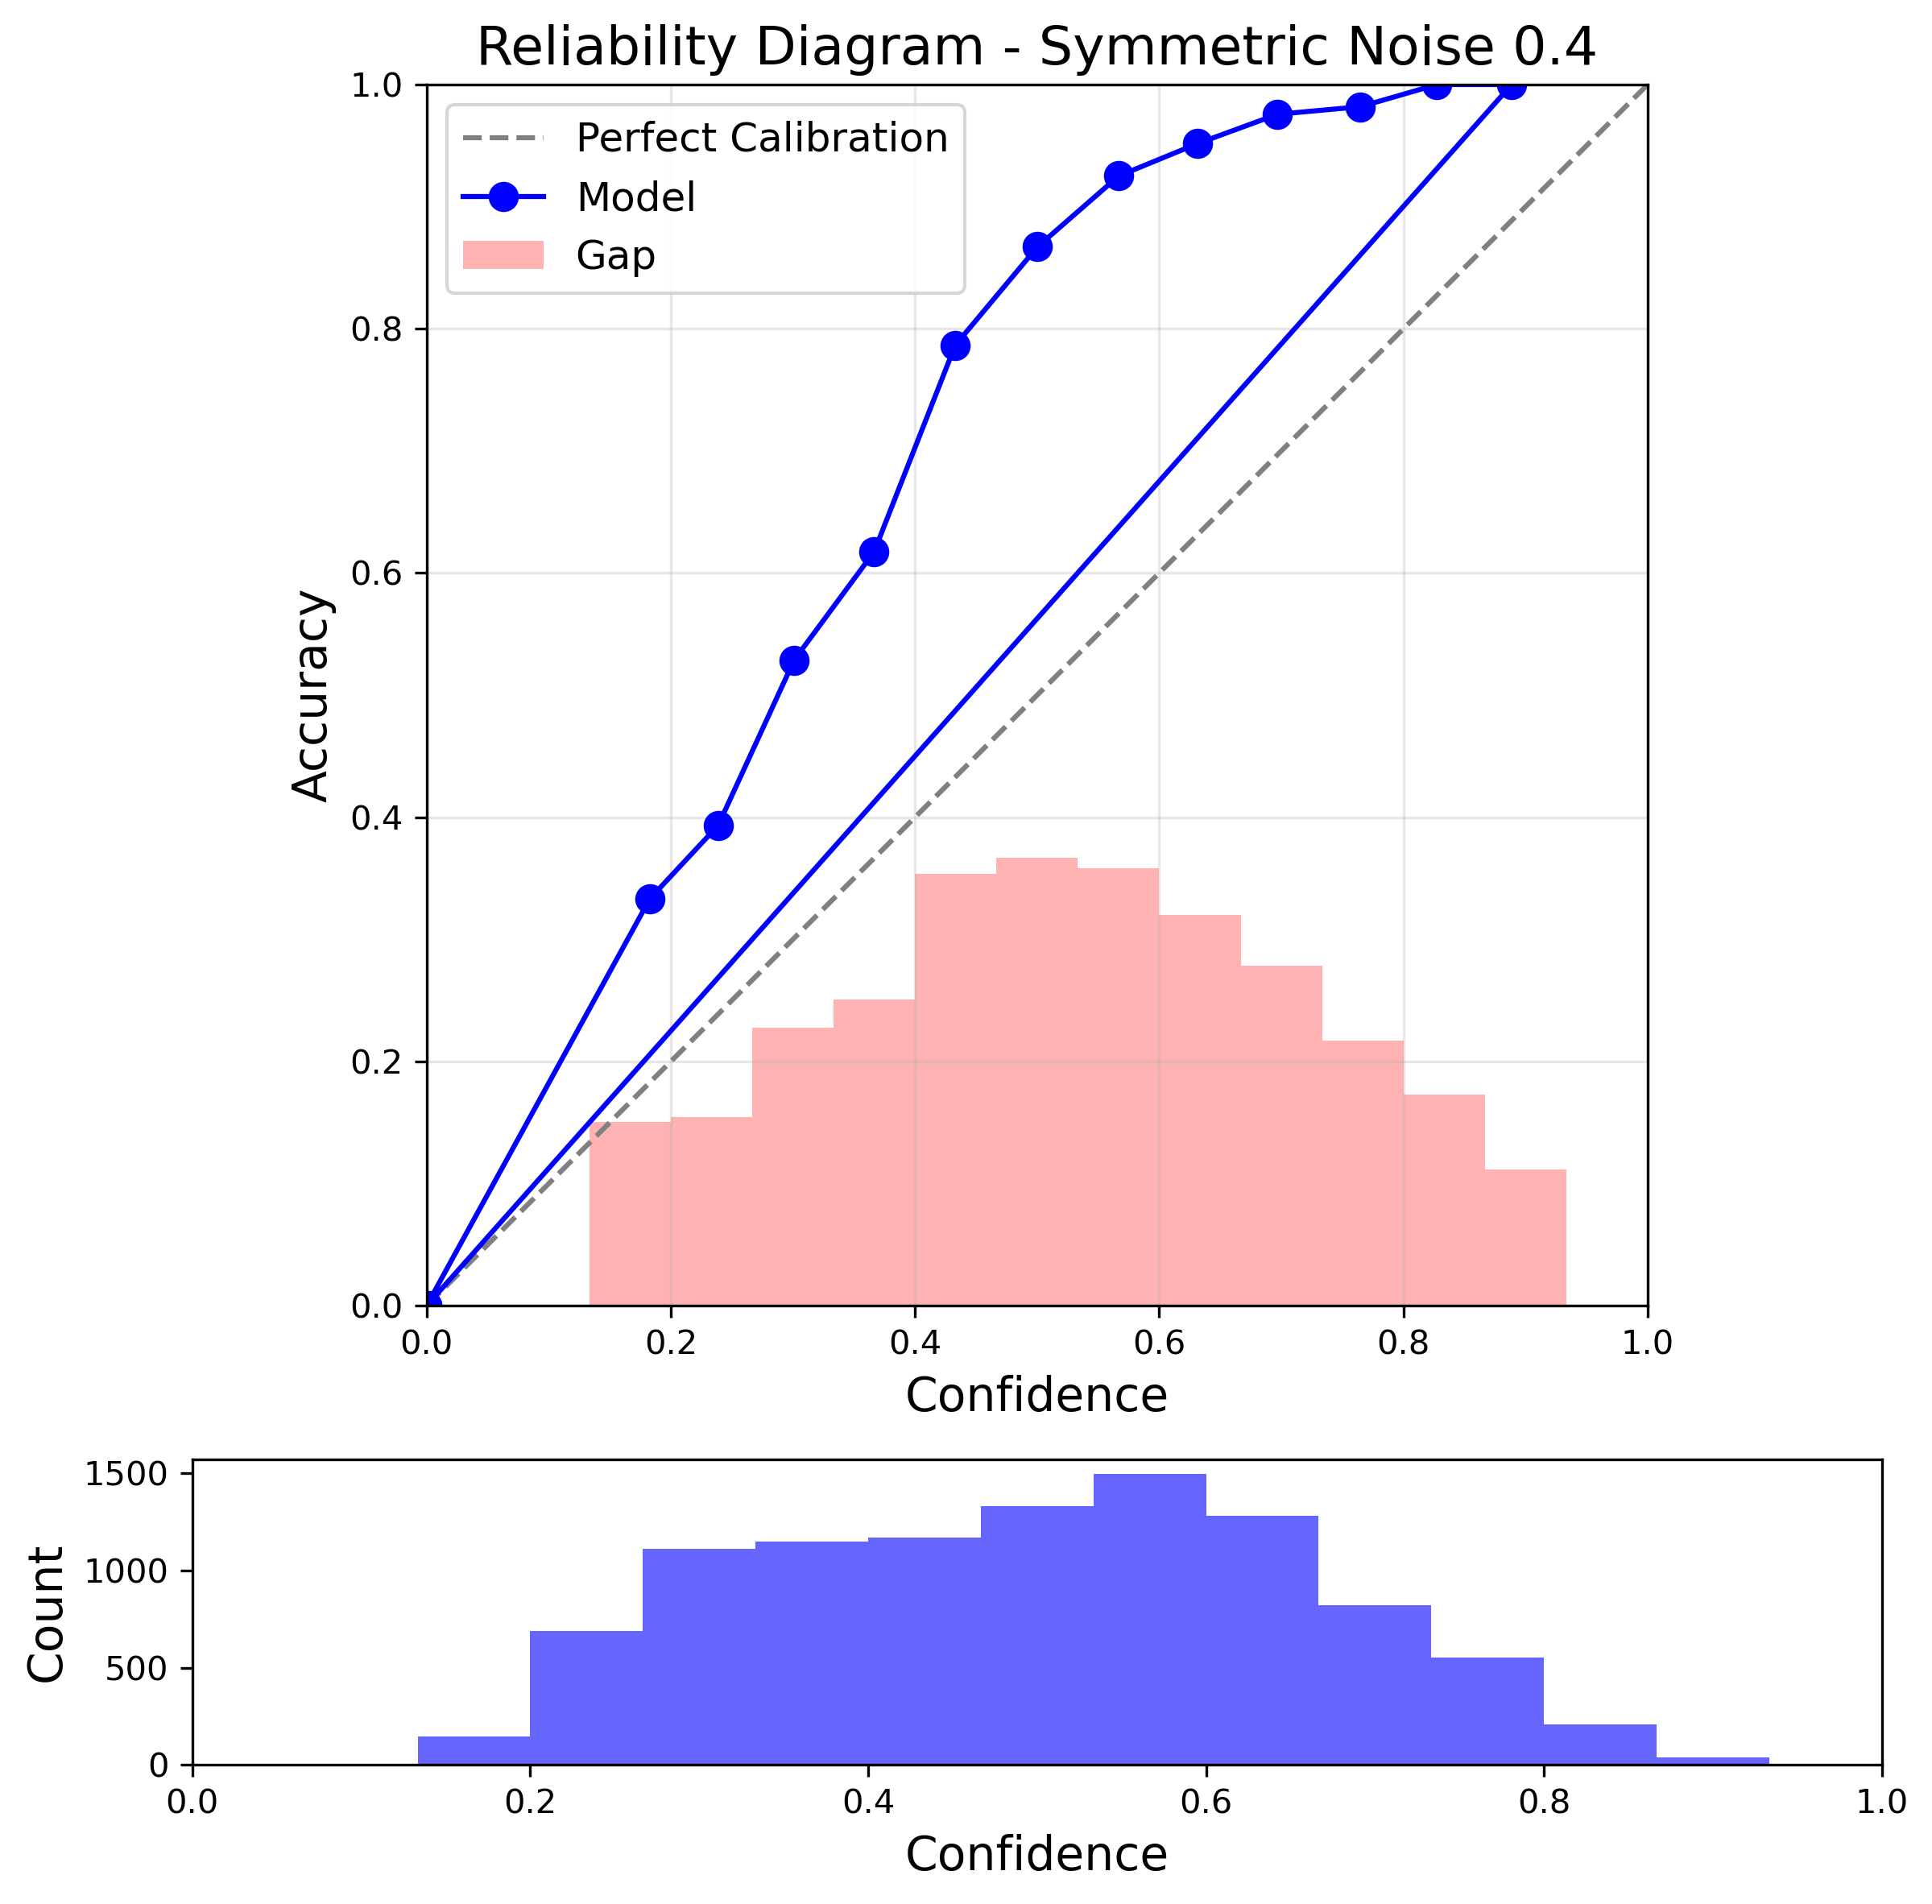 Reliability Diagram - Symmetric Noise 0.4
1.0
0.8
0.6
0.4
0.2
0.0
Accuracy
Perfect Calibration
Model
Gap
0.0 0.2 0.4 0.6 0.8 1.0
Confidence
1500
1000
500
0
Count
0.0 0.2 0.4 0.6 0.8 1.0
Confidence